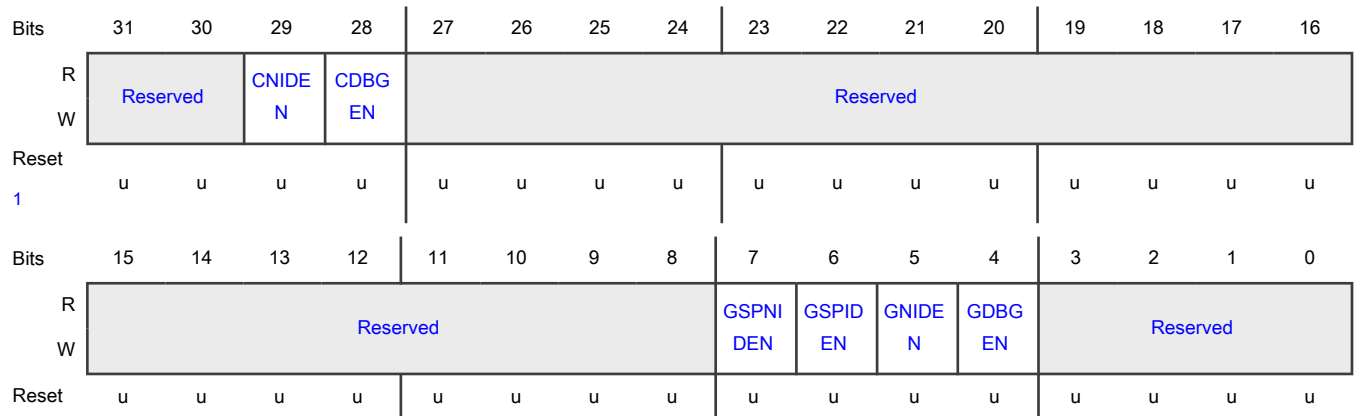 Bits 31 30 29 28 27 26 25 24 23 22 21 20 19 18 17 16
R
Reserved CNIDE CDBG Reserved
N EN
W
Reset
u u u u u u u u u u u u u u u u
1
Bits 15 14 13 12 11 10 9 8 7 6 5 4 3 2 1 0
R
Reserved GSPNI GSPID GNIDE GDBG Reserved
DEN EN N EN
W
Reset u u u u u u u u u u u u u u u u